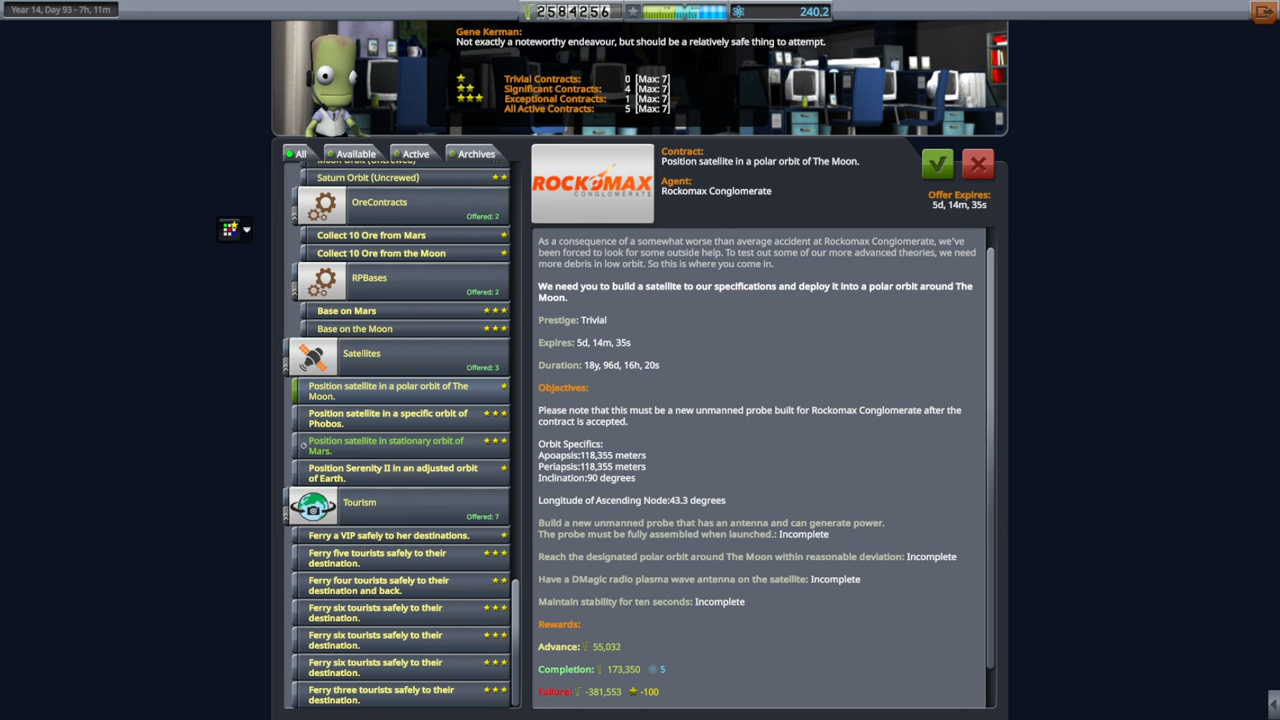 Year 14, Day 93 - 7h, 11m
2584256
240.2
Gene Kerman:
Not exactly a noteworthy endeavour, but should be a relatively safe thing to attempt.
Trivial Contracts: 0 [Max: 7]
Significant Contracts: 4 [Max: 7]
Exceptional Contracts: 1 [Max: 7]
All Active Contracts: 5 [Max: 7]
All
Available
Active
Archives
Moon Orbit (Uncrewed)
Saturn Orbit (Uncrewed)
OreContracts
Offered: 2
Collect 10 Ore from Mars
Collect 10 Ore from the Moon
RPBases
Offered: 2
Base on Mars
Base on the Moon
Satellites
Offered: 3
Position satellite in a polar orbit of The
Moon.
Position satellite in a specific orbit of
Phobos.
Position satellite in stationary orbit of
Mars.
Position Serenity II in an adjusted orbit
of Earth.
Tourism
Offered: 7
Ferry a VIP safely to her destinations.
Ferry five tourists safely to their
destination.
Ferry four tourists safely to their
destination and back.
Ferry six tourists safely to their
destination.
Ferry six tourists safely to their
destination.
Ferry six tourists safely to their
destination.
Ferry three tourists safely to their
destination.
ROCKOMAX
CONGLOMERATE
Contract:
Position satellite in a polar orbit of The Moon.
Agent:
Rockomax Conglomerate
Offer Expires:
5d, 14m, 35s
As a consequence of a somewhat worse than average accident at Rockomax Conglomerate, we've
been forced to look for some outside help. To test out some of our more advanced theories, we need
more debris in low orbit. So this is where you come in.
We need you to build a satellite to our specifications and deploy it into a polar orbit around The
Moon.
Prestige: Trivial
Expires: 5d, 14m, 35s
Duration: 18y, 96d, 16h, 20s
Objectives:
Please note that this must be a new unmanned probe built for Rockomax Conglomerate after the
contract is accepted.
Orbit Specifics:
Apoapsis:118,355 meters
Periapsis:118,355 meters
Inclination:90 degrees
Longitude of Ascending Node:43.3 degrees
Build a new unmanned probe that has an antenna and can generate power.
The probe must be fully assembled when launched.: Incomplete
Reach the designated polar orbit around The Moon within reasonable deviation: Incomplete
Have a DMagic radio plasma wave antenna on the satellite: Incomplete
Maintain stability for ten seconds: Incomplete
Rewards:
Advance: 55,032
Completion: 173,350 5
Failure: -381,553 -100